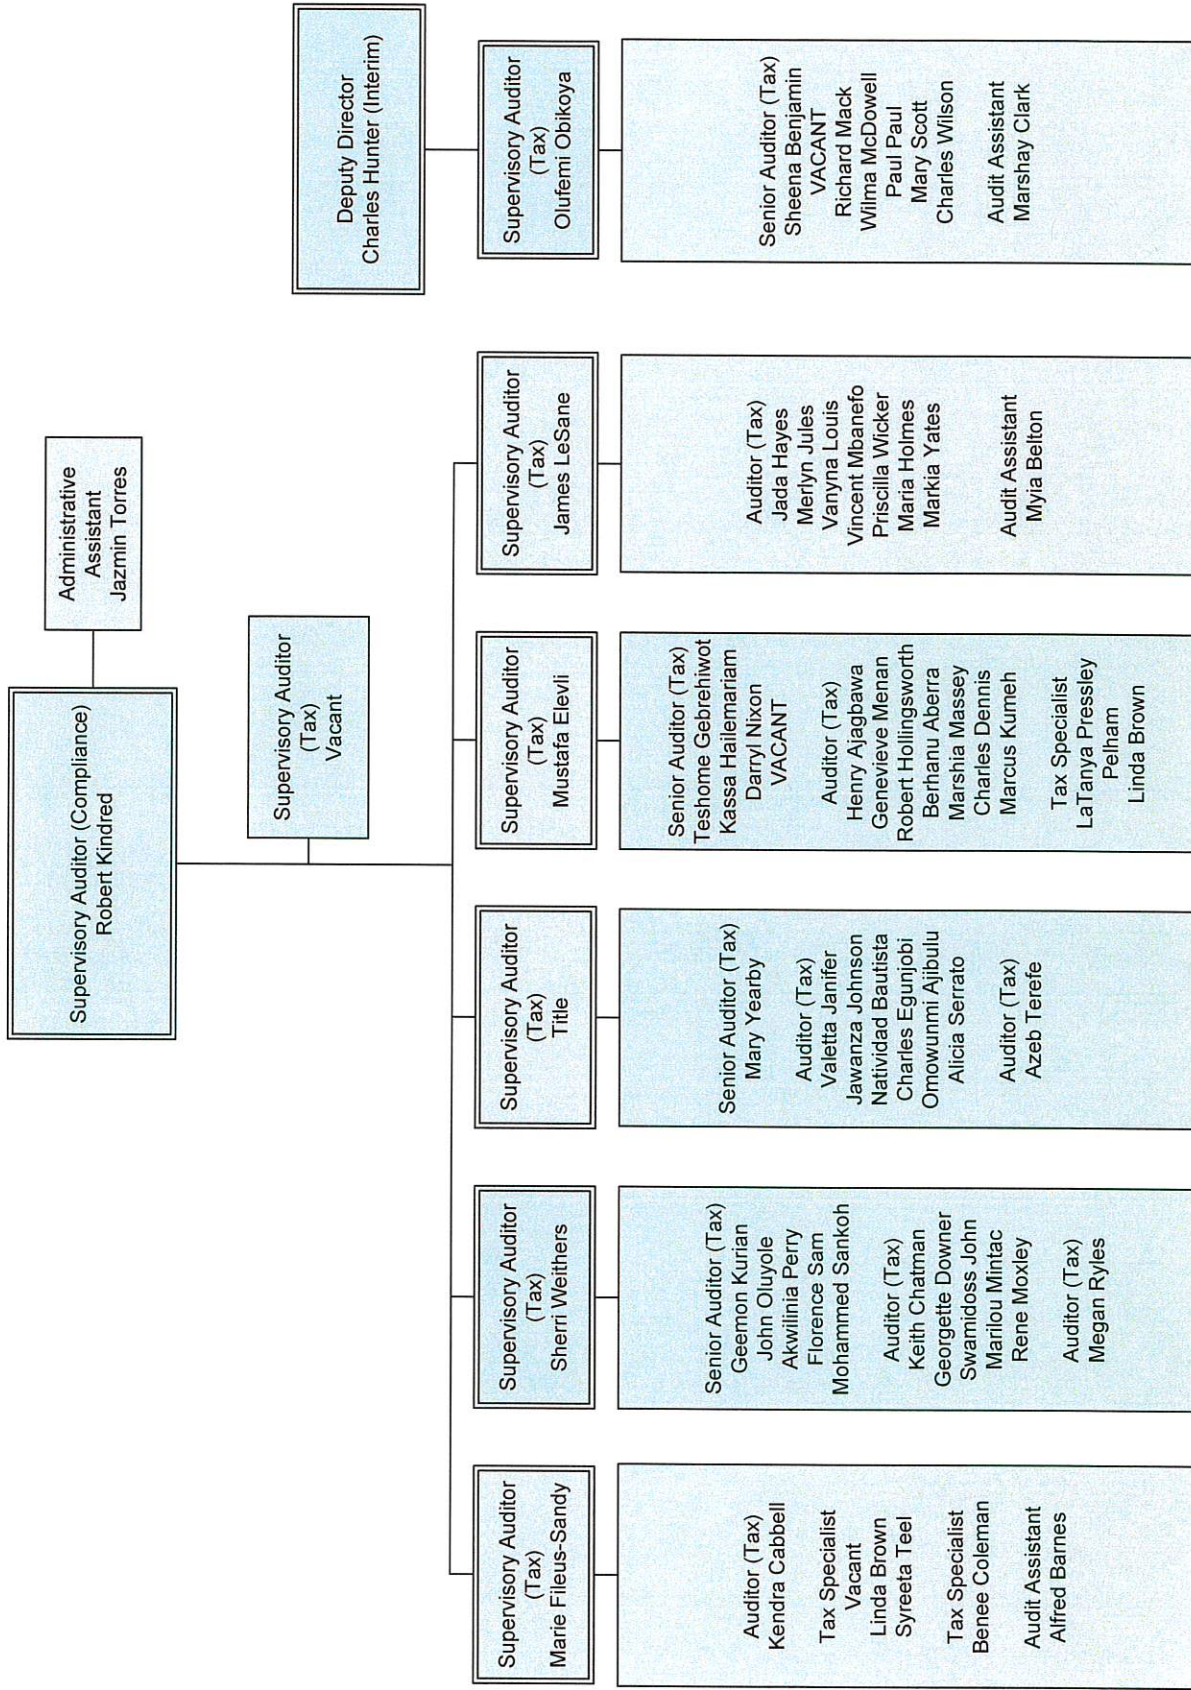 Supervisory Auditor (Compliance)
Robert Kindred
Administrative
Assistant
Jazmin Torres
Supervisory Auditor
(Tax)
Vacant
Deputy Director
Charles Hunter (Interim)
Supervisory Auditor
(Tax)
Marie Fileus-Sandy
Supervisory Auditor
(Tax)
Sherri Weithers
Supervisory Auditor
(Tax)
Title
Supervisory Auditor
(Tax)
Mustafa Elevli
Supervisory Auditor
(Tax)
James LeSane
Supervisory Auditor
(Tax)
Olufemi Obikoya
Auditor (Tax)
Kendra Cabbell
Tax Specialist
Vacant
Linda Brown
Syreeta Teel
Tax Specialist
Benee Coleman
Audit Assistant
Alfred Barnes
Senior Auditor (Tax)
Geemon Kurian
John Oluyole
Akwilinia Perry
Florence Sam
Mohammed Sankoh
Auditor (Tax)
Keith Chatman
Georgette Downer
Swamidoss John
Marilou Mintac
Rene Moxley
Auditor (Tax)
Megan Ryles
Senior Auditor (Tax)
Mary Yearby
Auditor (Tax)
Valetta Janifer
Jawanza Johnson
Natividad Bautista
Charles Egunjobi
Omowunmi Ajibulu
Alicia Serrato
Auditor (Tax)
Azeb Terefe
Senior Auditor (Tax)
Teshome Gebrehiwot
Kassa Hailemariam
Darryl Nixon
VACANT
Auditor (Tax)
Henry Ajagbawa
Genevieve Menan
Robert Hollingsworth
Berhanu Aberra
Marshia Massey
Charles Dennis
Marcus Kumeh
Tax Specialist
LaTanya Pressley
Pelham
Linda Brown
Auditor (Tax)
Jada Hayes
Merlyn Jules
Vanyna Louis
Vincent Mbanefo
Priscilla Wicker
Maria Holmes
Markia Yates
Audit Assistant
Myia Belton
Senior Auditor (Tax)
Sheena Benjamin
VACANT
Richard Mack
Wilma McDowell
Paul Paul
Mary Scott
Charles Wilson
Audit Assistant
Marshay Clark